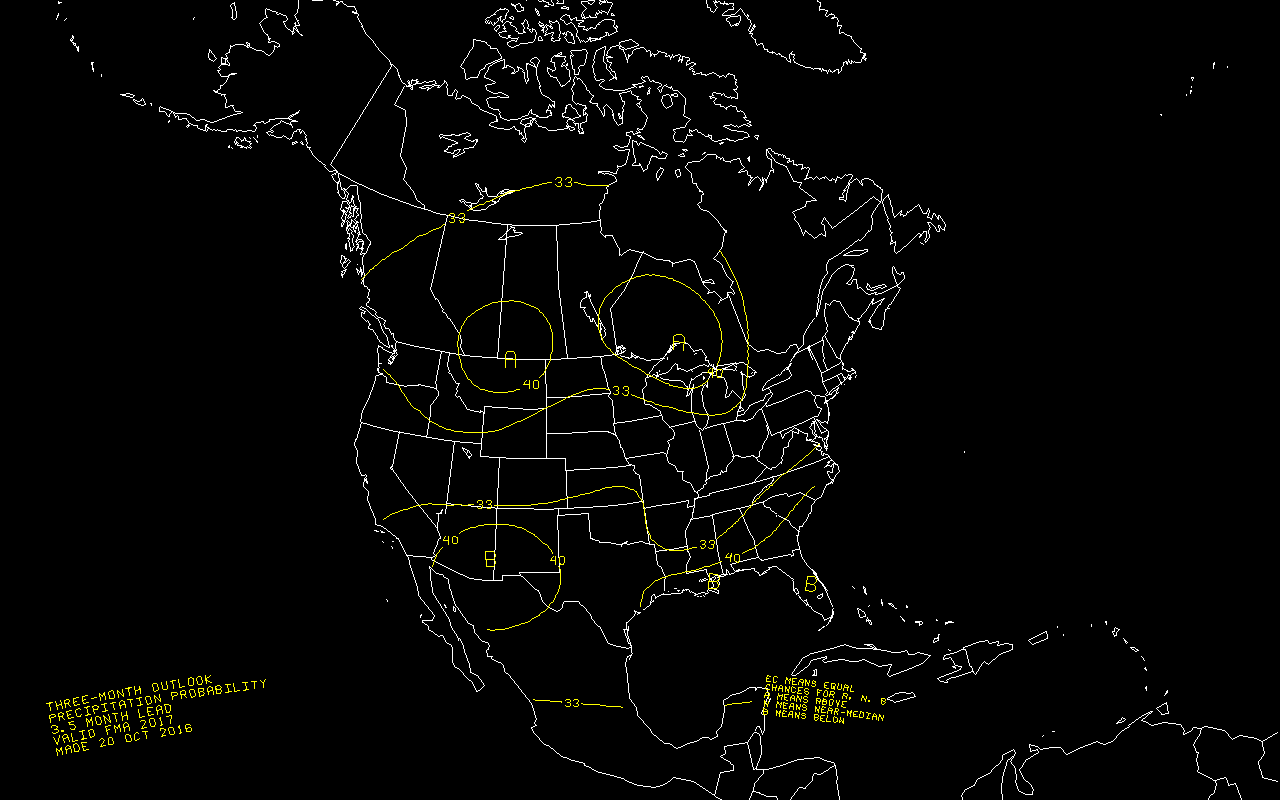 33
33
A
A
40
40
33
33
40
B
40
33
40
B
B
33
THREE-MONTH OUTLOOK
PRECIPITATION PROBABILITY
3.5 MONTH LEAD
VALID FMA 2017
MADE 20 OCT 2016
EC MEANS EQUAL
CHANCES FOR A, N, B
A MEANS ABOVE
N MEANS NEAR-MEDIAN
B MEANS BELOW